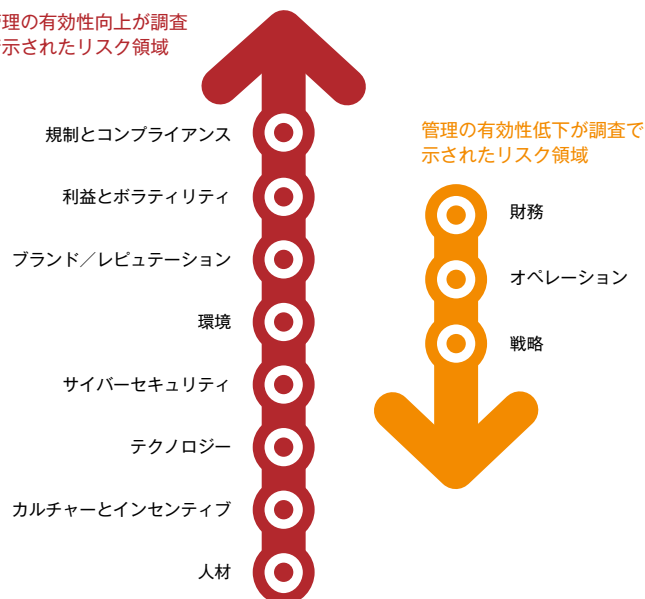 理の有効性向上が調査
示されたリスク領域
規制とコンプライアンス
利益とボラティリティ
ブランド／レピュテーション
環境
サイバーセキュリティ
テクノロジー
カルチャーとインセンティブ
人材
管理の有効性低下が調査で
示されたリスク領域
財務
オペレーション
戦略